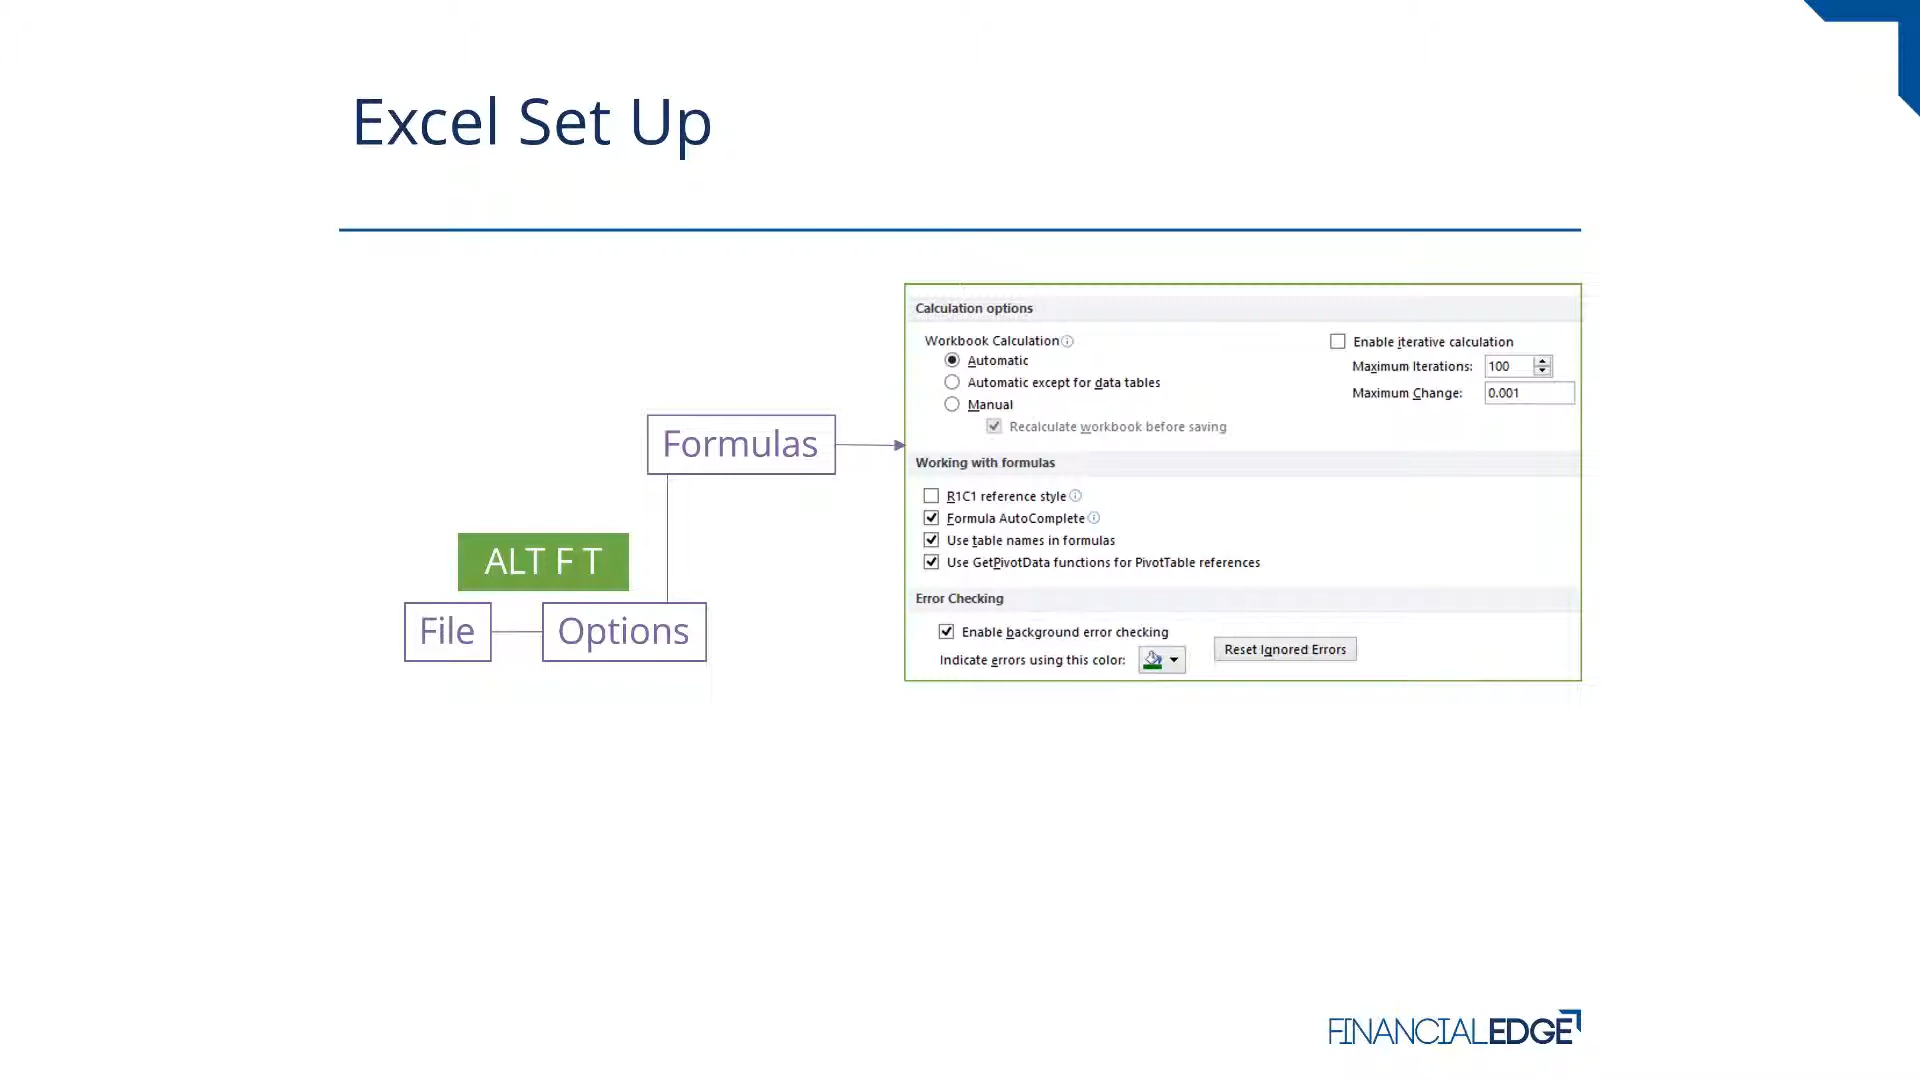 Excel Set Up
Calculation options
Workbook Calculation
Automatic
Automatic except for data tables
Manual
Recalculate workbook before saving
Enable iterative calculation
Maximum Iterations: 100
Maximum Change: 0.001
Formulas
Working with formulas
R1C1 reference style
Formula AutoComplete
Use table names in formulas
Use GetPivotData functions for PivotTable references
ALT F T
File
Options
Error Checking
Enable background error checking
Indicate errors using this color:
Reset Ignored Errors
FINANCIALEDGE